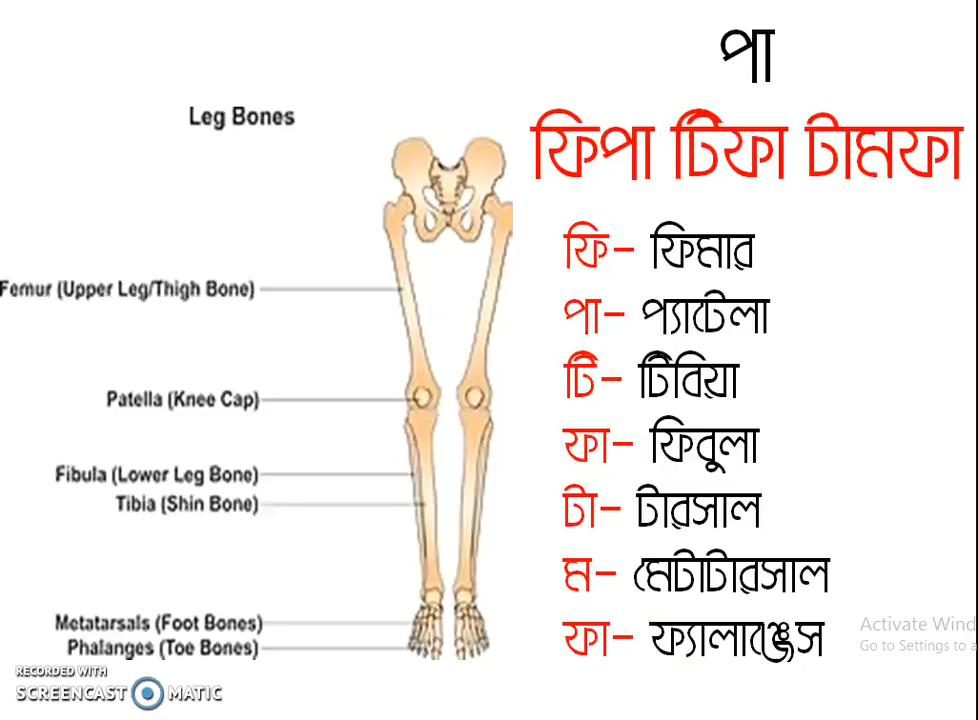 পা
Leg Bones
ফিপা টিফা টামফা
ফি– ফিমার
Femur (Upper Leg/Thigh Bone)
পা– প্যাটেলা
টি– টিবিয়া
Patella (Knee Cap)
ফা– ফিবুলা
Fibula (Lower Leg Bone)
Tibia (Shin Bone)
টা– টারসাল
ম– মেটাটারসাল
Metatarsals (Foot Bones)
ফা– ফ্যালাঞ্জেস
Phalanges (Toe Bones)
Activate Wind
Go to Settings to a
RECORDED WITH
SCREENCAST MATIC